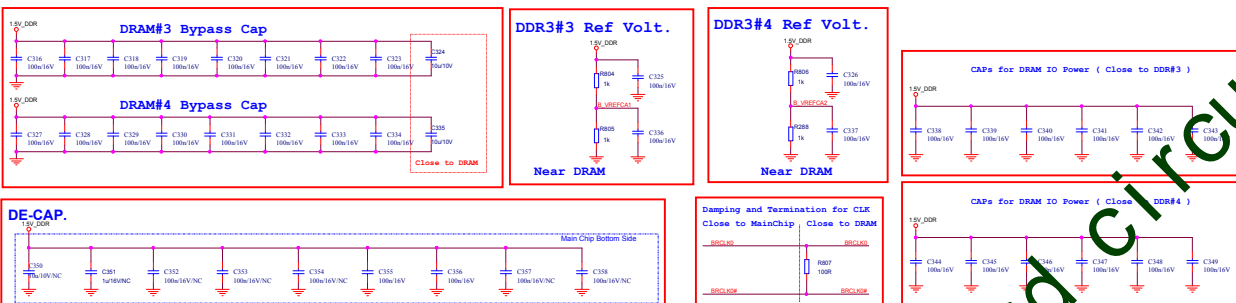 DRAM#3 Bypass Cap
1.5V_DDR
C316 C317 C318 C319 C320 C321 C322 C323 C324
100n/16V 100n/16V 100n/16V 100n/16V 100n/16V 100n/16V 100n/16V 100n/16V 10u/10V
DRAM#4 Bypass Cap
1.5V_DDR
C327 C328 C329 C330 C331 C332 C333 C334 C335
100n/16V 100n/16V 100n/16V 100n/16V 100n/16V 100n/16V 100n/16V 100n/16V 10u/10V
Close to DRAM
DDR3#3 Ref Volt.
1.5V_DDR
R804 C325
1k 100n/16V
B_VREFCA1
R805 C336
1k 100n/16V
Near DRAM
DDR3#4 Ref Volt.
1.5V_DDR
R806 C326
1k 100n/16V
B_VREFCA2
R288 C337
1k 100n/16V
Near DRAM
CAPs for DRAM IO Power ( Close to DDR#3 )
1.5V_DDR
C338 C339 C340 C341 C342 C343
100n/16V 100n/16V 100n/16V 100n/16V 100n/16V
DE-CAP.
1.5V_DDR
Main Chip Bottom Side
C350 C351 C352 C353 C354 C355 C356 C357 C358
10u/10V/NC 1u/16V/NC 100n/16V/NC 100n/16V/NC 100n/16V/NC 100n/16V 100n/16V 100n/16V/NC 100n/16V/NC
Damping and Termination for CLK
Close to MainChip Close to DRAM
BRCLK0 BRCLK0
R807
100R
BRCLK0# BRCLK0#
CAPs for DRAM IO Power ( Close DDR#4 )
1.5V_DDR
C344 C345 C346 C347 C348 C349
100n/16V 100n/16V 100n/16V 100n/16V 100n/16V 100n/16V